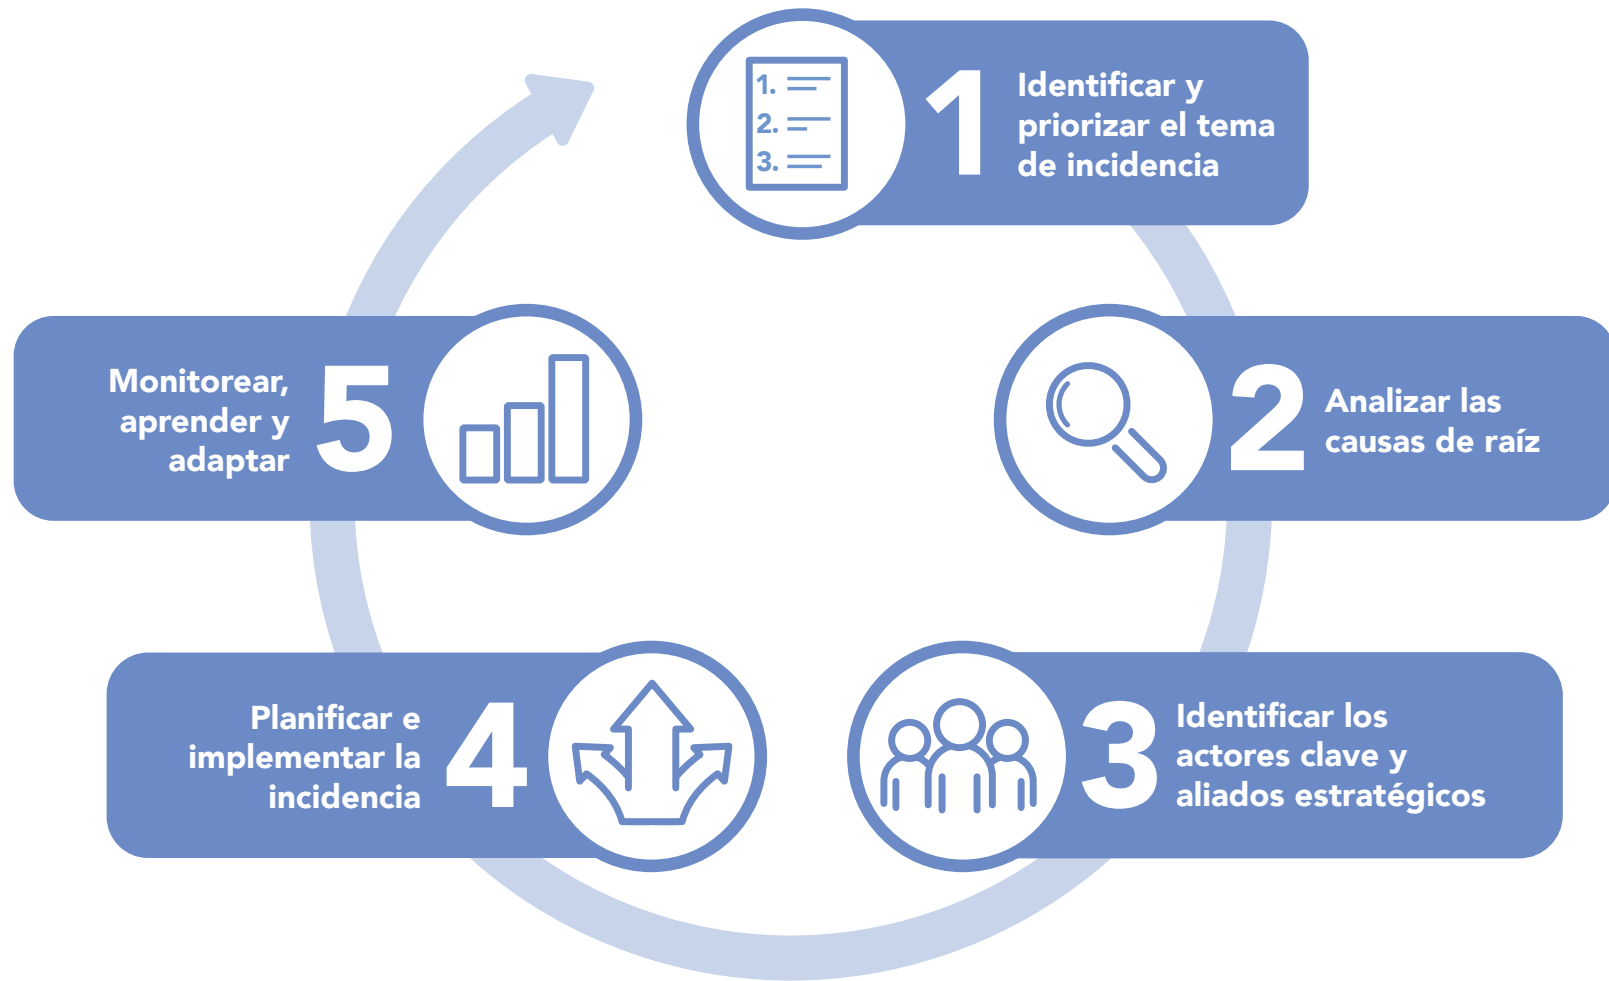 1.
2.
3.
1
Identificar y
priorizar el tema
de incidencia
2
Analizar las
causas de raíz
3
Identificar los
actores clave y
aliados estratégicos
4
Planificar e
implementar la
incidencia
5
Monitorear,
aprender y
adaptar